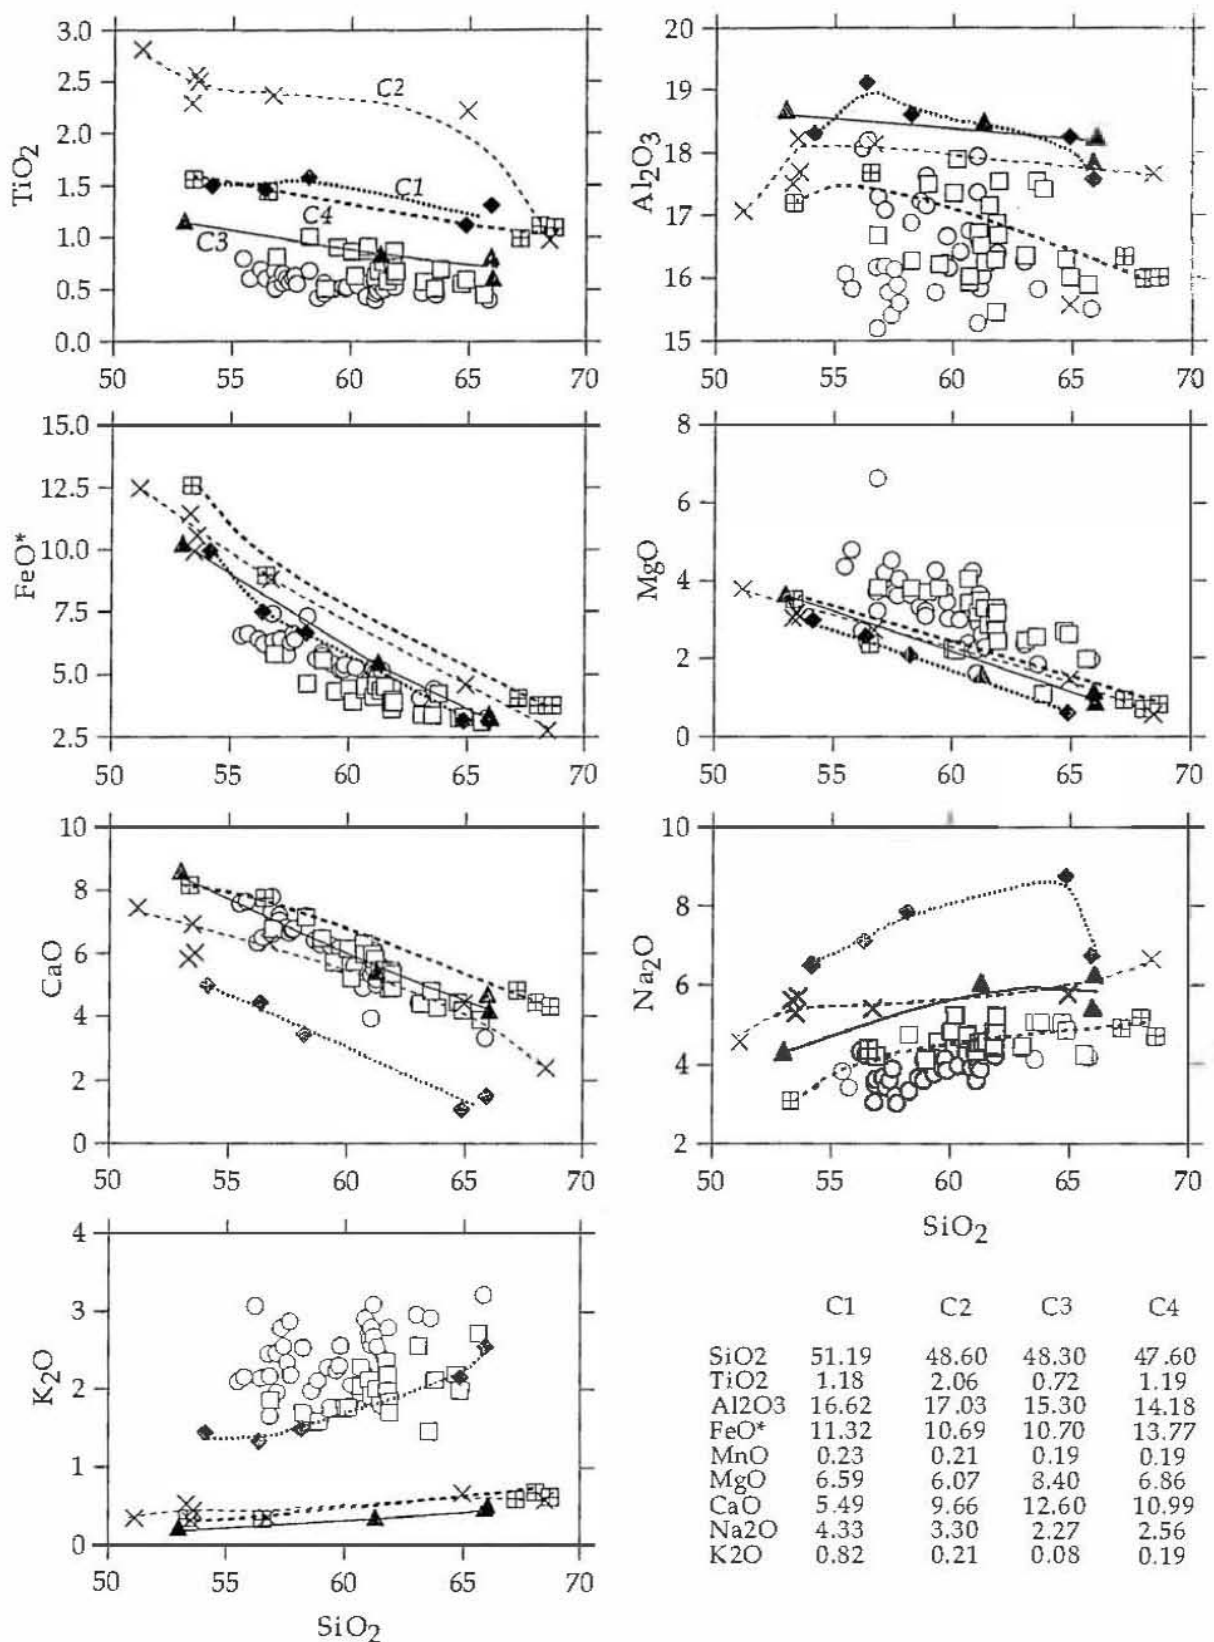 TiO2
3.0
2.5
2.0
1.5
1.0
0.5
0.0
50 55 60 65 70
C2
C1
C4
C3
Al2O3
20
19
18
17
16
15
50 55 60 65 70
FeO*
15.0
12.5
10.0
7.5
5.0
2.5
50 55 60 65 70
MgO
8
6
4
2
0
50 55 60 65 70
CaO
10
8
6
4
2
0
50 55 60 65 70
Na2O
10
8
6
4
2
50 55 60 65 70
SiO2
K2O
4
3
2
1
0
50 55 60 65 70
SiO2
C1 C2 C3 C4
SiO2 51.19 48.60 48.30 47.60
TiO2 1.18 2.06 0.72 1.19
Al2O3 16.62 17.03 15.30 14.18
FeO* 11.32 10.69 10.70 13.77
MnO 0.23 0.21 0.19 0.19
MgO 6.59 6.07 8.40 6.86
CaO 5.49 9.66 12.60 10.99
Na2O 4.33 3.30 2.27 2.56
K2O 0.82 0.21 0.08 0.19